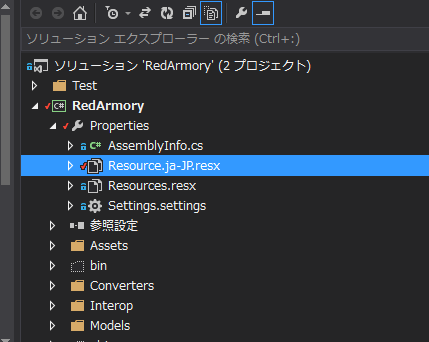 ソリューション エクスプローラー の検索 (Ctrl+:)
ソリューション 'RedArmory' (2 プロジェクト)
Test
C# RedArmory
Properties
C# AssemblyInfo.cs
Resource.ja-JP.resx
Resources.resx
Settings.settings
参照設定
Assets
bin
Converters
Interop
Models